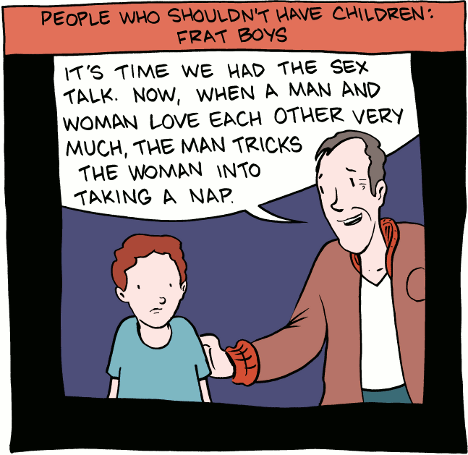 PEOPLE WHO SHOULDN'T HAVE CHILDREN:
FRAT BOYS
IT'S TIME WE HAD THE SEX
TALK. NOW, WHEN A MAN AND
WOMAN LOVE EACH OTHER VERY
MUCH, THE MAN TRICKS
THE WOMAN INTO
TAKING A NAP.